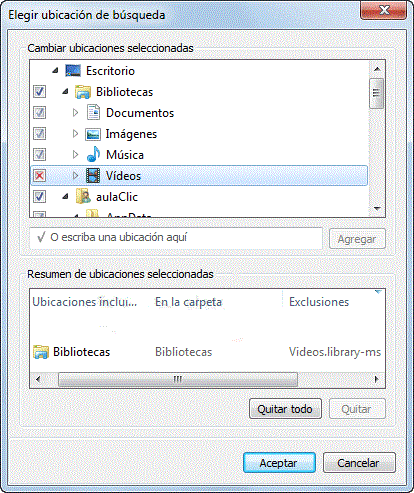 Elegir ubicación de búsqueda
Cambiar ubicaciones seleccionadas
Escritorio
Bibliotecas
Documentos
Imágenes
Música
Vídeos
aulaClic
AppData
O escriba una ubicación aquí
Agregar
Resumen de ubicaciones seleccionadas
Ubicaciones inclui... En la carpeta Exclusiones
Bibliotecas Bibliotecas Videos.library-ms
Quitar todo Quitar
Aceptar Cancelar